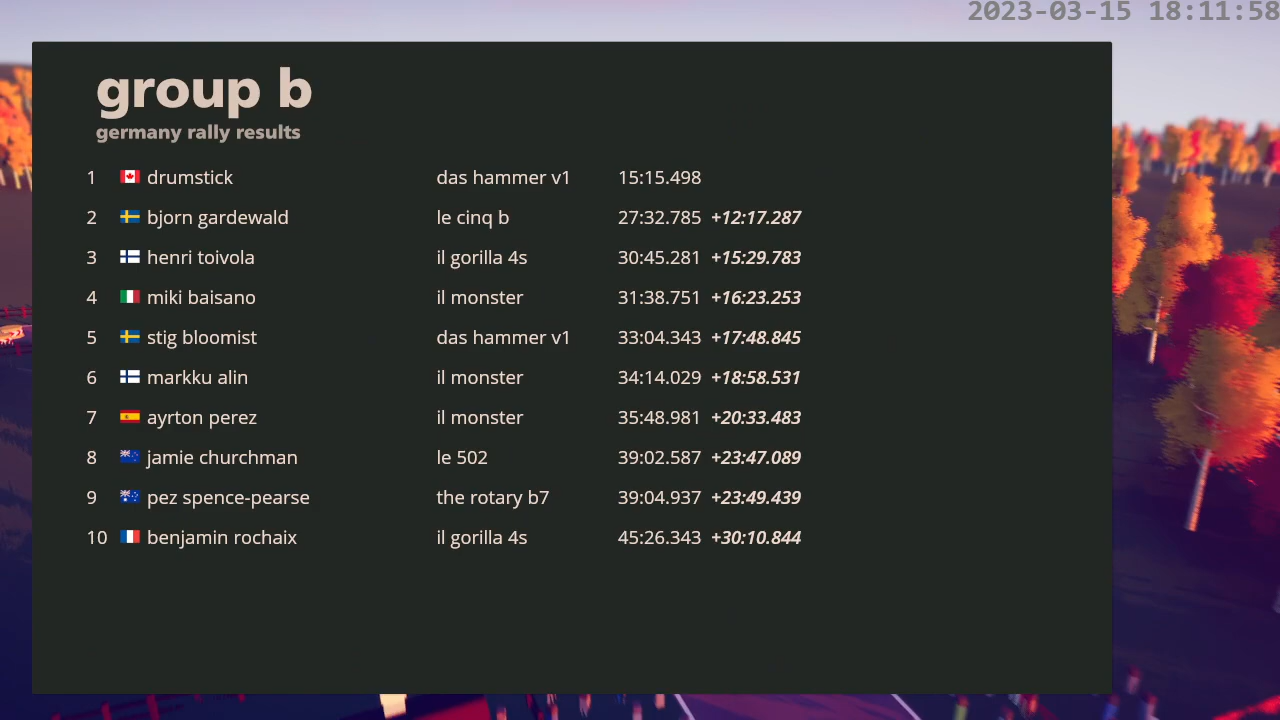 2023-03-15 18:11:58
group b
germany rally results
1 drumstick das hammer v1 15:15.498
2 bjorn gardewald le cinq b 27:32.785 +12:17.287
3 henri toivola il gorilla 4s 30:45.281 +15:29.783
4 miki baisano il monster 31:38.751 +16:23.253
5 stig bloomist das hammer v1 33:04.343 +17:48.845
6 markku alin il monster 34:14.029 +18:58.531
7 ayrton perez il monster 35:48.981 +20:33.483
8 jamie churchman le 502 39:02.587 +23:47.089
9 pez spence-pearse the rotary b7 39:04.937 +23:49.439
10 benjamin rochaix il gorilla 4s 45:26.343 +30:10.844